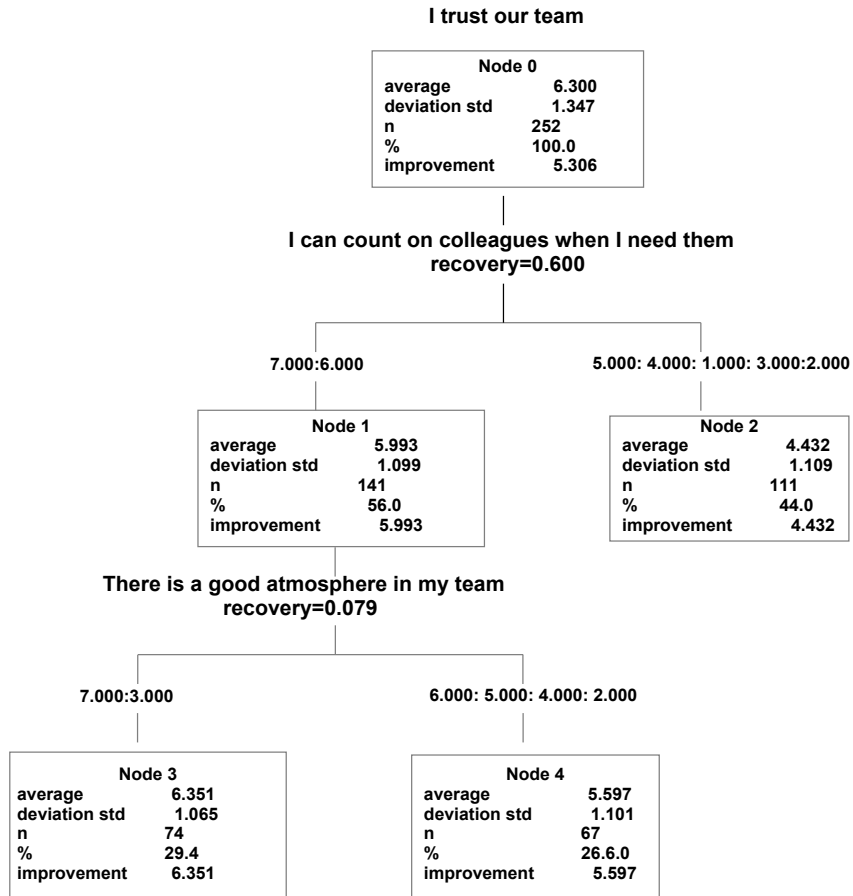 I trust our team
Node 0
average 6.300
deviation std 1.347
n 252
% 100.0
improvement 5.306
I can count on colleagues when I need them
recovery=0.600
7.000:6.000
5.000: 4.000: 1.000: 3.000:2.000
Node 1
average 5.993
deviation std 1.099
n 141
% 56.0
improvement 5.993
Node 2
average 4.432
deviation std 1.109
n 111
% 44.0
improvement 4.432
There is a good atmosphere in my team
recovery=0.079
7.000:3.000
6.000: 5.000: 4.000: 2.000
Node 3
average 6.351
deviation std 1.065
n 74
% 29.4
improvement 6.351
Node 4
average 5.597
deviation std 1.101
n 67
% 26.6.0
improvement 5.597